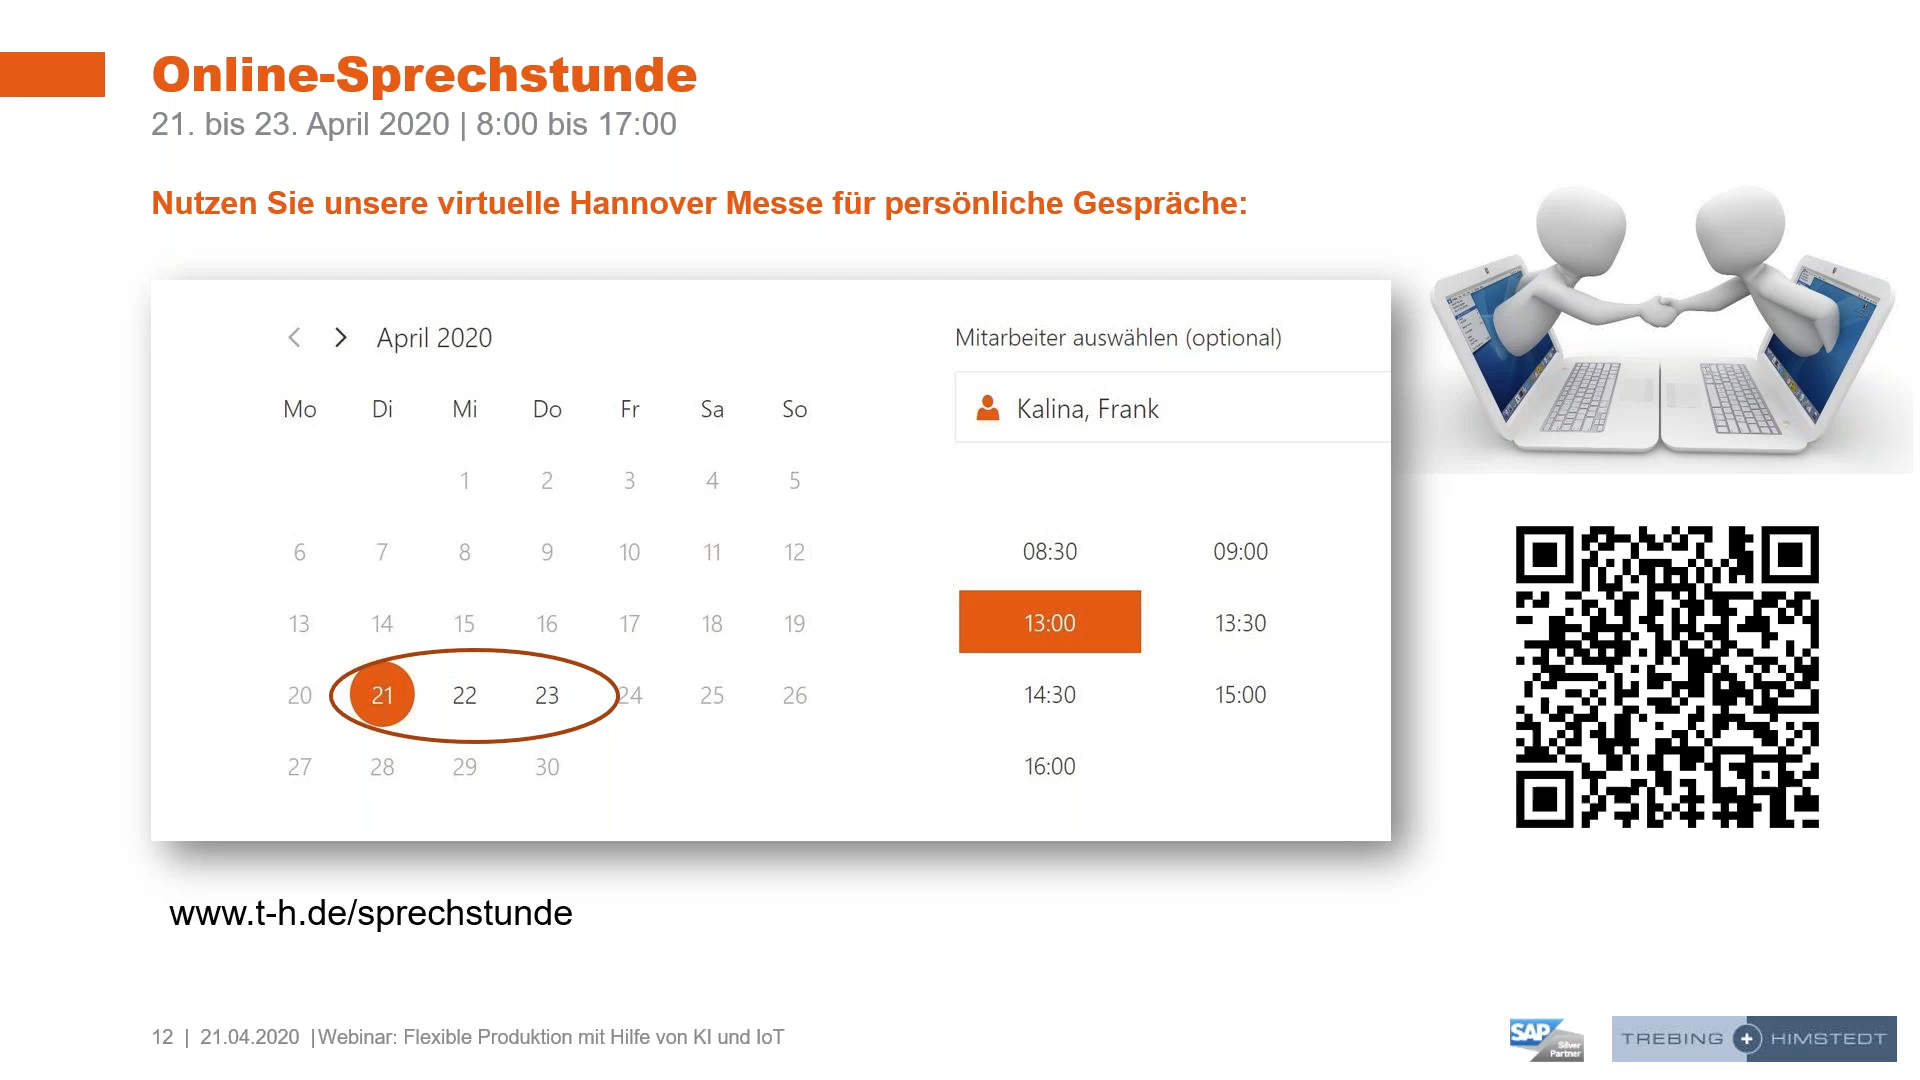 Online-Sprechstunde
21. bis 23. April 2020 | 8:00 bis 17:00
Nutzen Sie unsere virtuelle Hannover Messe für persönliche Gespräche:
April 2020
Mo Di Mi Do Fr Sa So
1 2 3 4 5
6 7 8 9 10 11 12
13 14 15 16 17 18 19
20 21 22 23 24 25 26
27 28 29 30
Mitarbeiter auswählen (optional)
Kalina, Frank
08:30 09:00
13:00 13:30
14:30 15:00
16:00
www.t-h.de/sprechstunde
12 | 21.04.2020 |Webinar: Flexible Produktion mit Hilfe von KI und IoT
SAP Silver
Partner
TREBING + HIMSTEDT